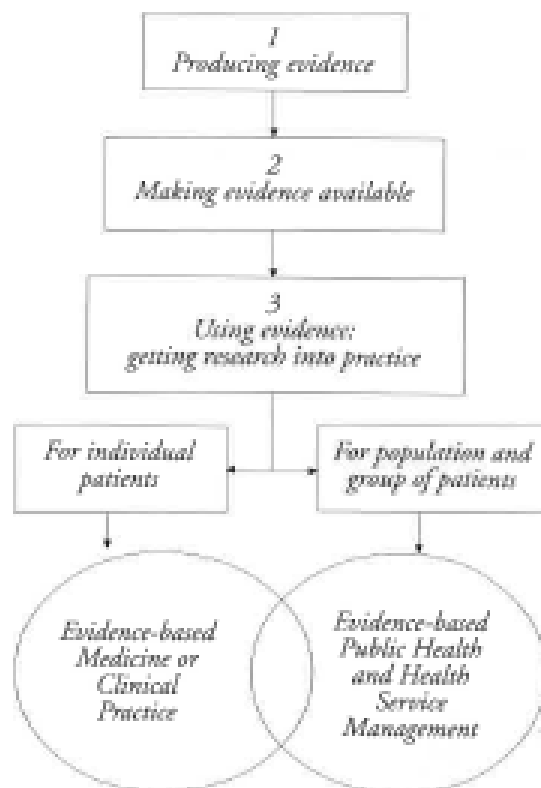 1
Producing evidence
2
Making evidence available
3
Using evidence:
getting research into practice
For individual
patients
For population and
group of patients
Evidence-based
Medicine or
Clinical
Practice
Evidence-based
Public Health
and Health
Service
Management